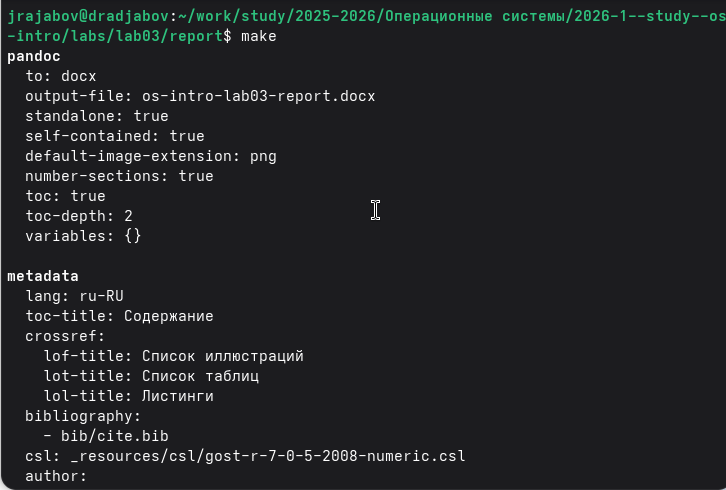 jrajabov@dradjabov:~/work/study/2025-2026/Операционные системы/2026-1--study--os
-intro/labs/lab03/report$ make
pandoc
  to: docx
  output-file: os-intro-lab03-report.docx
  standalone: true
  self-contained: true
  default-image-extension: png
  number-sections: true
  toc: true
  toc-depth: 2
  variables: {}

metadata
  lang: ru-RU
  toc-title: Содержание
  crossref:
    lof-title: Список иллюстраций
    lot-title: Список таблиц
    lol-title: Листинги
  bibliography:
    - bib/cite.bib
  csl: _resources/csl/gost-r-7-0-5-2008-numeric.csl
  author: